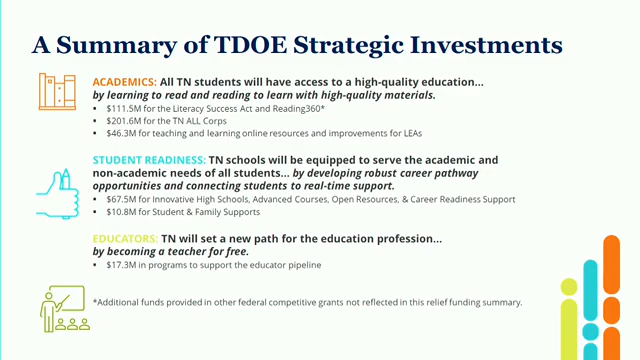 A Summary of TDOE Strategic Investments
ACADEMICS: All TN students will have access to a high-quality education...
by learning to read and reading to learn with high-quality materials.
▪ $111.5M for the Literacy Success Act and Reading360*
▪ $201.6M for the TN ALL Corps
▪ $46.3M for teaching and learning online resources and improvements for LEAs
STUDENT READINESS: TN schools will be equipped to serve the academic and
non-academic needs of all students... by developing robust career pathway
opportunities and connecting students to real-time support.
▪ $67.5M for Innovative High Schools, Advanced Courses, Open Resources, & Career Readiness Support
▪ $10.8M for Student & Family Supports
EDUCATORS: TN will set a new path for the education profession...
by becoming a teacher for free.
▪ $17.3M in programs to support the educator pipeline
*Additional funds provided in other federal competitive grants not reflected in this relief funding summary.